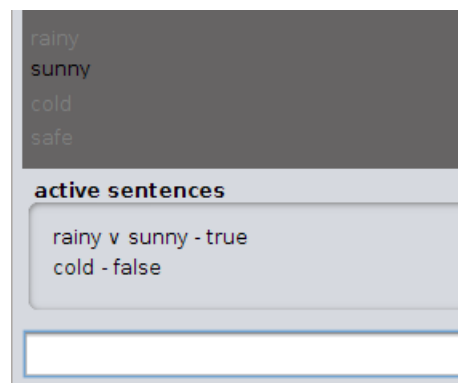 rainy
sunny
cold
safe
active sentences
rainy ∨ sunny - true
cold - false